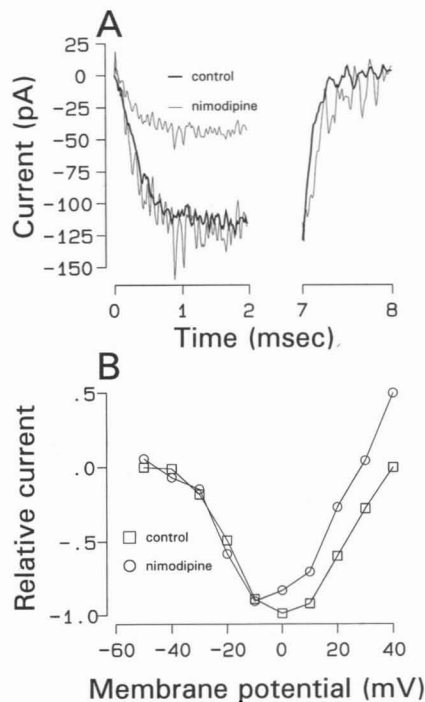 A
25
0
-25
-50
-75
-100
-125
-150
Current (pA)
control
nimodipine
0 1 2 7 8
Time (msec)
B
.5
.0
-.5
-1.0
Relative current
control
nimodipine
-60 -40 -20 0 20 40
Membrane potential (mV)